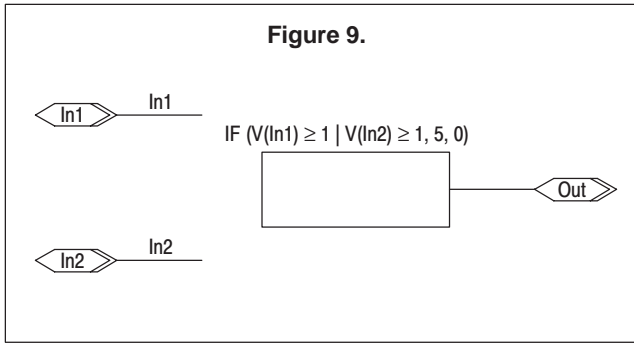 Figure 9.
In1
In1
IF (V(In1) ≥ 1 | V(In2) ≥ 1, 5, 0)
Out
In2
In2